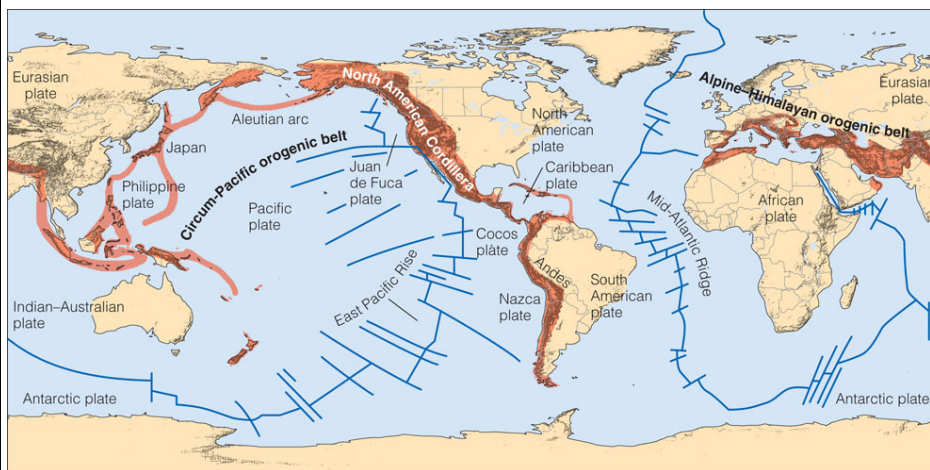 Eurasian
plate
Aleutian arc
Japan
Philippine
plate
Circum-Pacific orogenic belt
Pacific
plate
Indian–Australian
plate
Antarctic plate
North American Cordillera
Juan
de Fuca
plate
North
American
plate
Caribbean
plate
Cocos
plate
East Pacific Rise
Nazca
plate
Andes
South
American
plate
Mid-Atlantic Ridge
Alpine–Himalayan orogenic belt
Eurasian
plate
African
plate
Antarctic plate